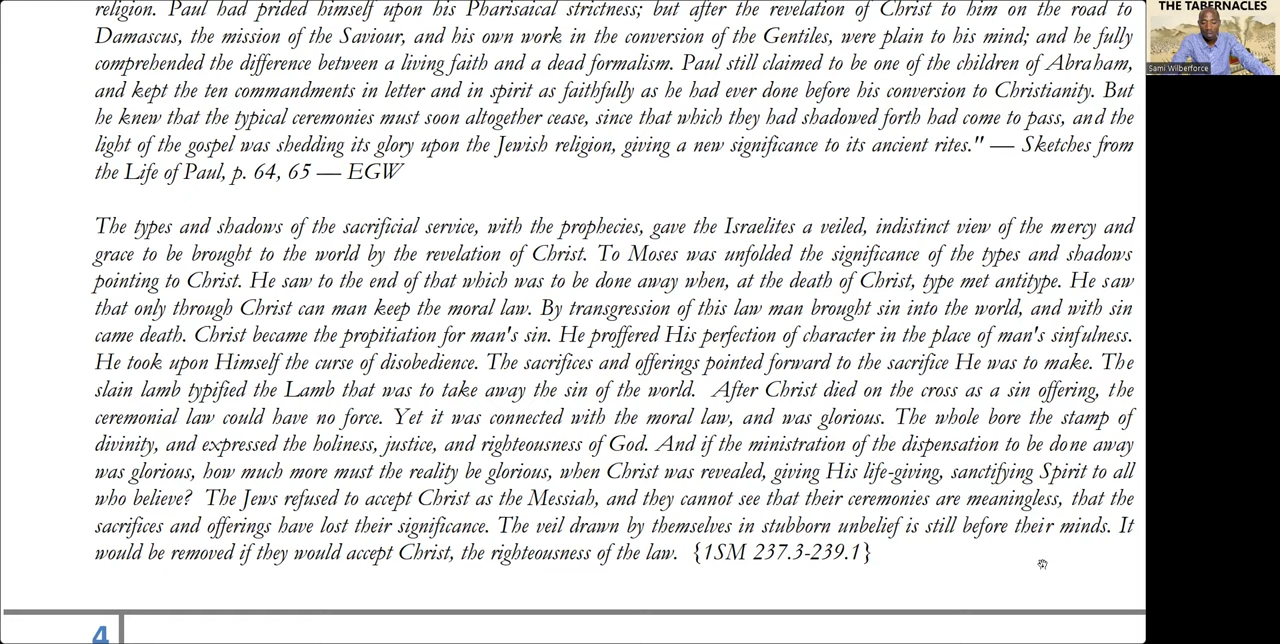 religion. Paul had prided himself upon his Pharisaical strictness; but after the revelation of Christ to him on the road to
Damascus, the mission of the Saviour, and his own work in the conversion of the Gentiles, were plain to his mind; and he fully
comprehended the difference between a living faith and a dead formalism. Paul still claimed to be one of the children of Abraham,
and kept the ten commandments in letter and in spirit as faithfully as he had ever done before his conversion to Christianity. But
he knew that the typical ceremonies must soon altogether cease, since that which they had shadowed forth had come to pass, and the
light of the gospel was shedding its glory upon the Jewish religion, giving a new significance to its ancient rites." — Sketches from
the Life of Paul, p. 64, 65 — EGW
The types and shadows of the sacrificial service, with the prophecies, gave the Israelites a veiled, indistinct view of the mercy and
grace to be brought to the world by the revelation of Christ. To Moses was unfolded the significance of the types and shadows
pointing to Christ. He saw to the end of that which was to be done away when, at the death of Christ, type met antitype. He saw
that only through Christ can man keep the moral law. By transgression of this law man brought sin into the world, and with sin
came death. Christ became the propitiation for man's sin. He proffered His perfection of character in the place of man's sinfulness.
He took upon Himself the curse of disobedience. The sacrifices and offerings pointed forward to the sacrifice He was to make. The
slain lamb typified the Lamb that was to take away the sin of the world. After Christ died on the cross as a sin offering, the
ceremonial law could have no force. Yet it was connected with the moral law, and was glorious. The whole bore the stamp of
divinity, and expressed the holiness, justice, and righteousness of God. And if the ministration of the dispensation to be done away
was glorious, how much more must the reality be glorious, when Christ was revealed, giving His life-giving, sanctifying Spirit to all
who believe? The Jews refused to accept Christ as the Messiah, and they cannot see that their ceremonies are meaningless, that the
sacrifices and offerings have lost their significance. The veil drawn by themselves in stubborn unbelief is still before their minds. It
would be removed if they would accept Christ, the righteousness of the law. {1SM 237.3-239.1}
4
THE TABERNACLES
Sami Wilberforce